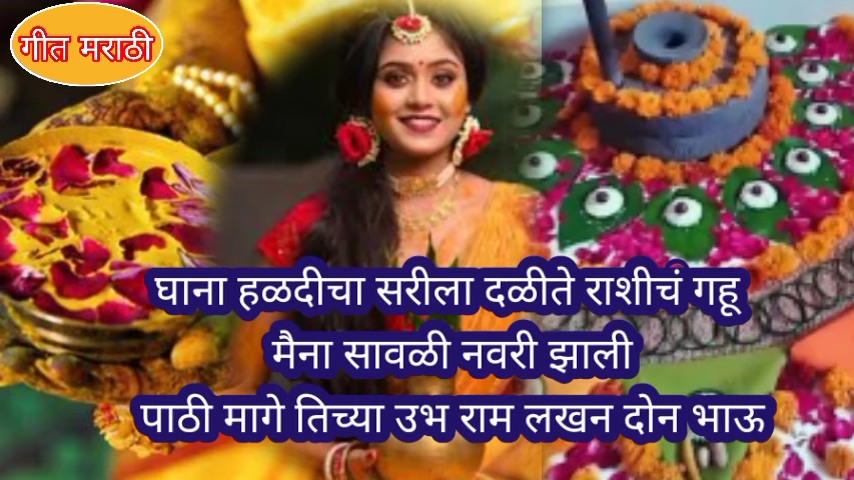 गीत मराठी
घाना हळदीचा सरीला दळीते राशीचं गहू
मैना सावळी नवरी झाली
पाठी मागे तिच्या उभ राम लखन दोन भाऊ